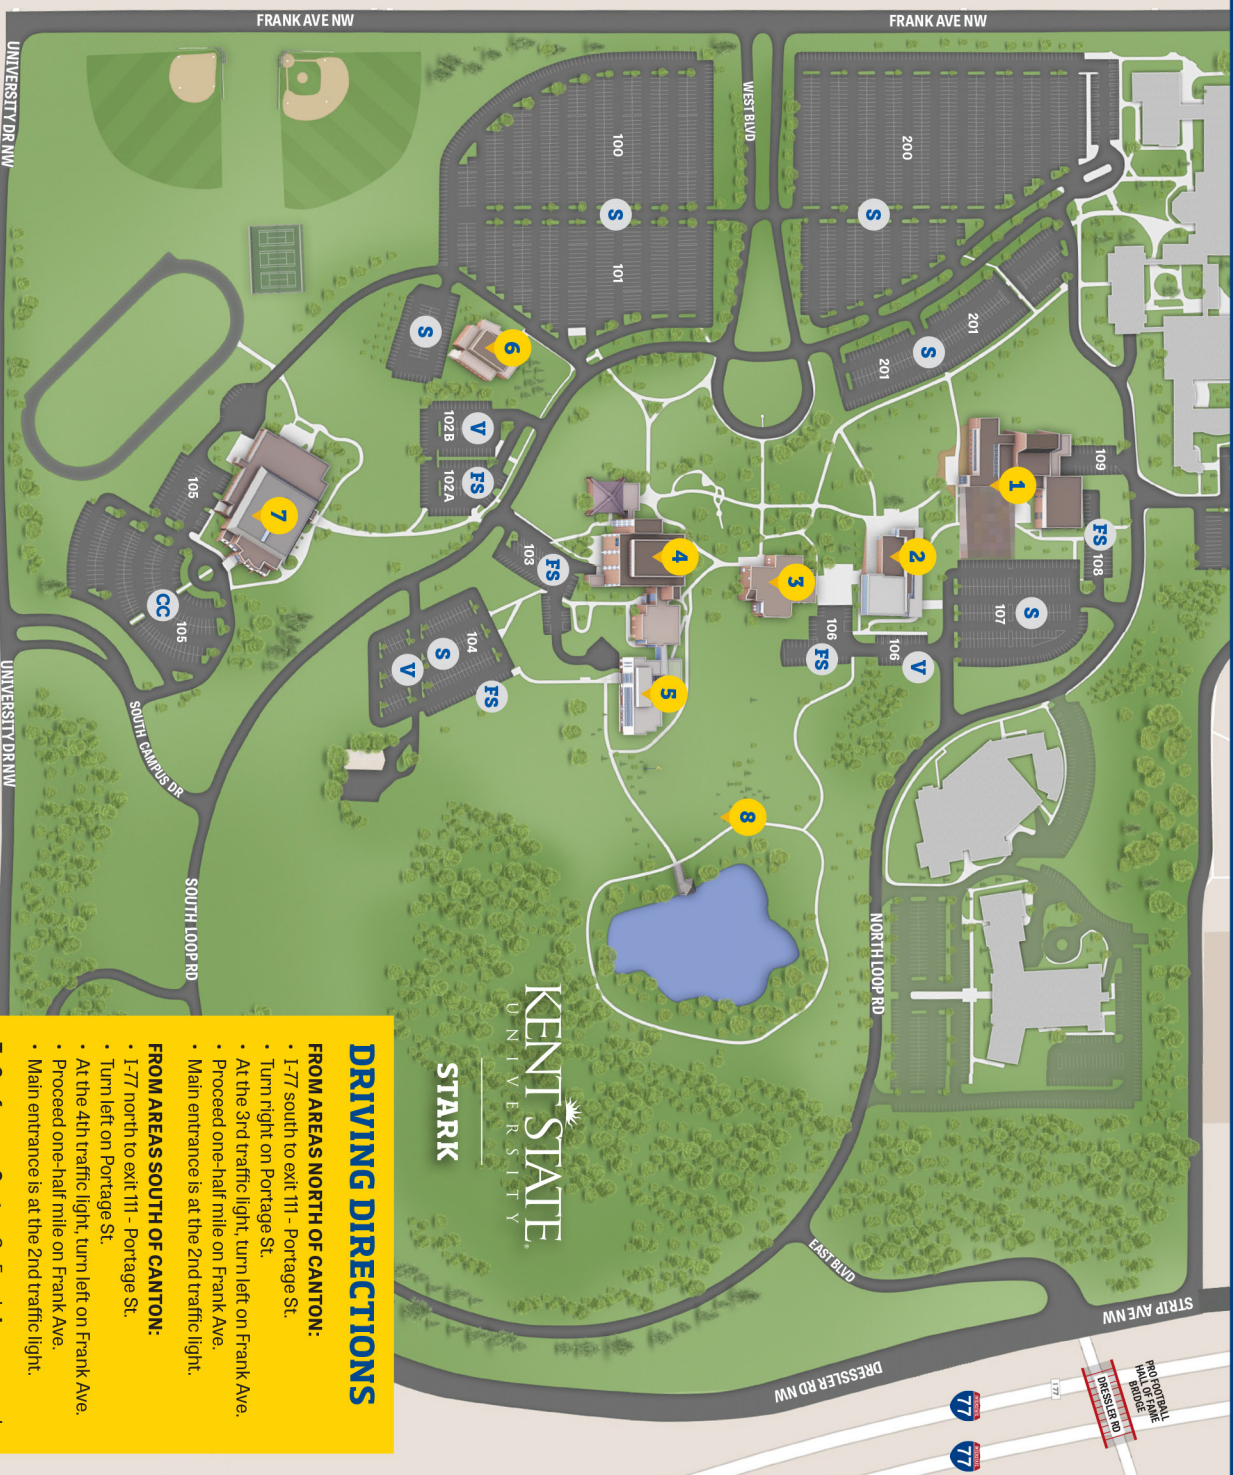 FRANK AVE NW
FRANK AVE NW
UNIVERSITY DR NW
WEST BLVD
100
200
S
S
101
201
S
201
S
6
102B
V
102A
FS
1
109
FS
108
105
7
CC
105
103
FS
4
3
2
107
S
106
FS
106
V
104
S
V
FS
5
UNIVERSITY DR NW
SOUTH CAMPUS DR
8
SOUTH LOOP RD
NORTH LOOP RD
KENT STATE
UNIVERSITY
STARK
EAST BLVD
STRIP AVE NW
DRESSLER RD NW
PRO FOOTBALL
HALL OF FAME
BRIDGE
DRESSLER RD
I 77
77
77
DRIVING DIRECTIONS
FROM AREAS NORTH OF CANTON:
• I-77 south to exit 111 - Portage St.
• Turn right on Portage St.
• At the 3rd traffic light, turn left on Frank Ave.
• Proceed one-half mile on Frank Ave.
• Main entrance is at the 2nd traffic light.
FROM AREAS SOUTH OF CANTON:
• I-77 north to exit 111 - Portage St.
• Turn left on Portage St.
• At the 4th traffic light, turn left on Frank Ave.
• Proceed one-half mile on Frank Ave.
• Main entrance is at the 2nd traffic light.